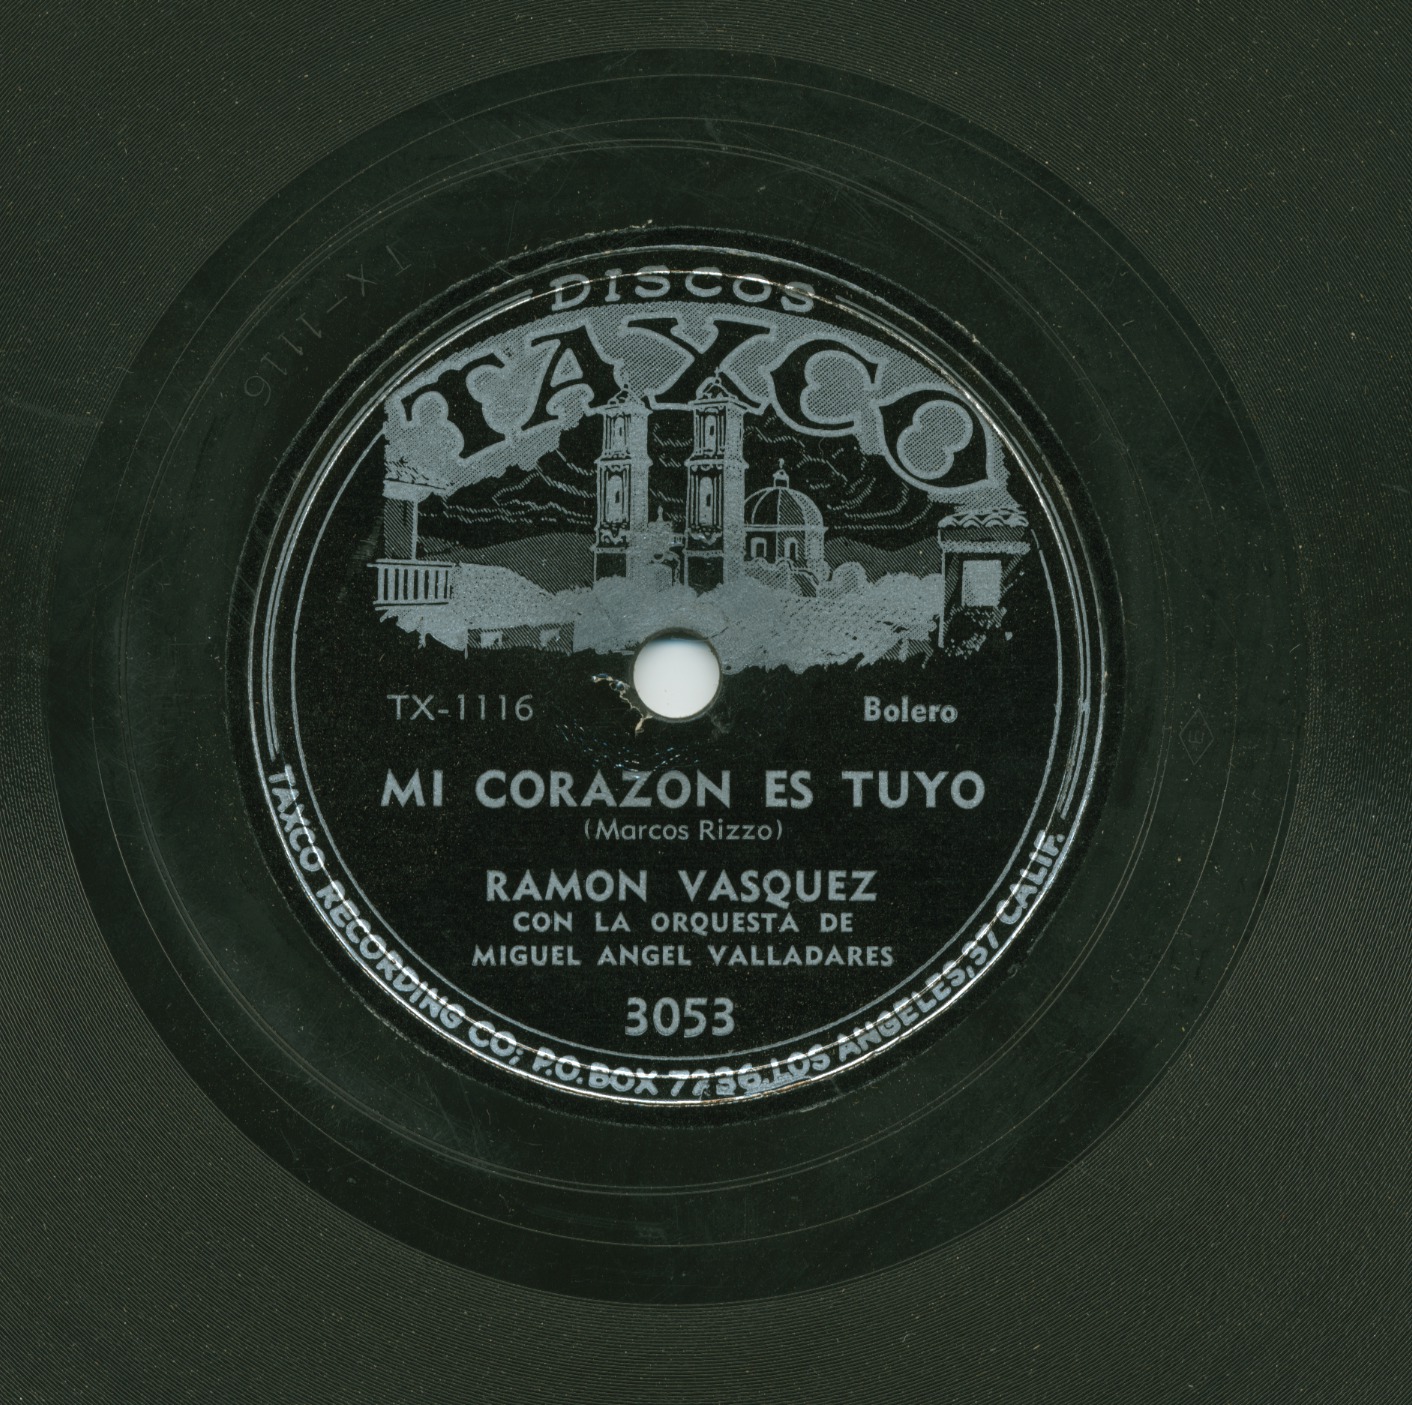 DISCOS
TAXCO
TX-1116
TX-1116 Bolero
MI CORAZON ES TUYO
(Marcos Rizzo)
RAMON VASQUEZ
CON LA ORQUESTA DE
MIGUEL ANGEL VALLADARES
3053
TAXCO RECORDING CO; P.O. BOX 7236, LOS ANGELES, 37 CALIF.